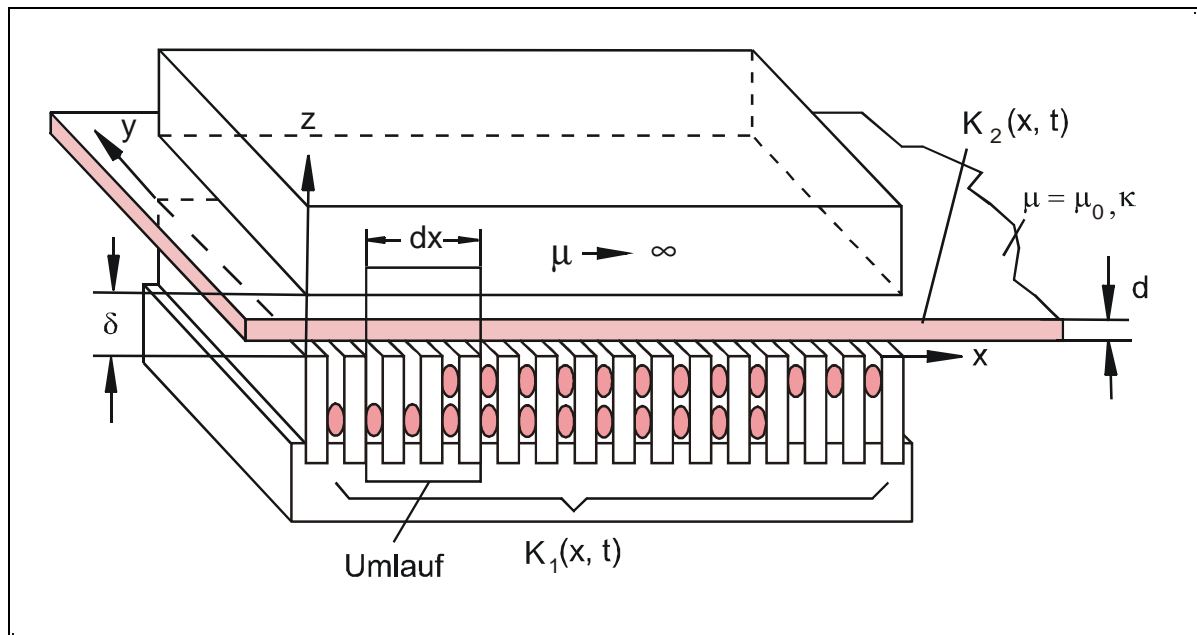 z
y
K₂(x, t)
μ = μ₀, κ
dx
μ → ∞
d
δ
x
K₁(x, t)
Umlauf